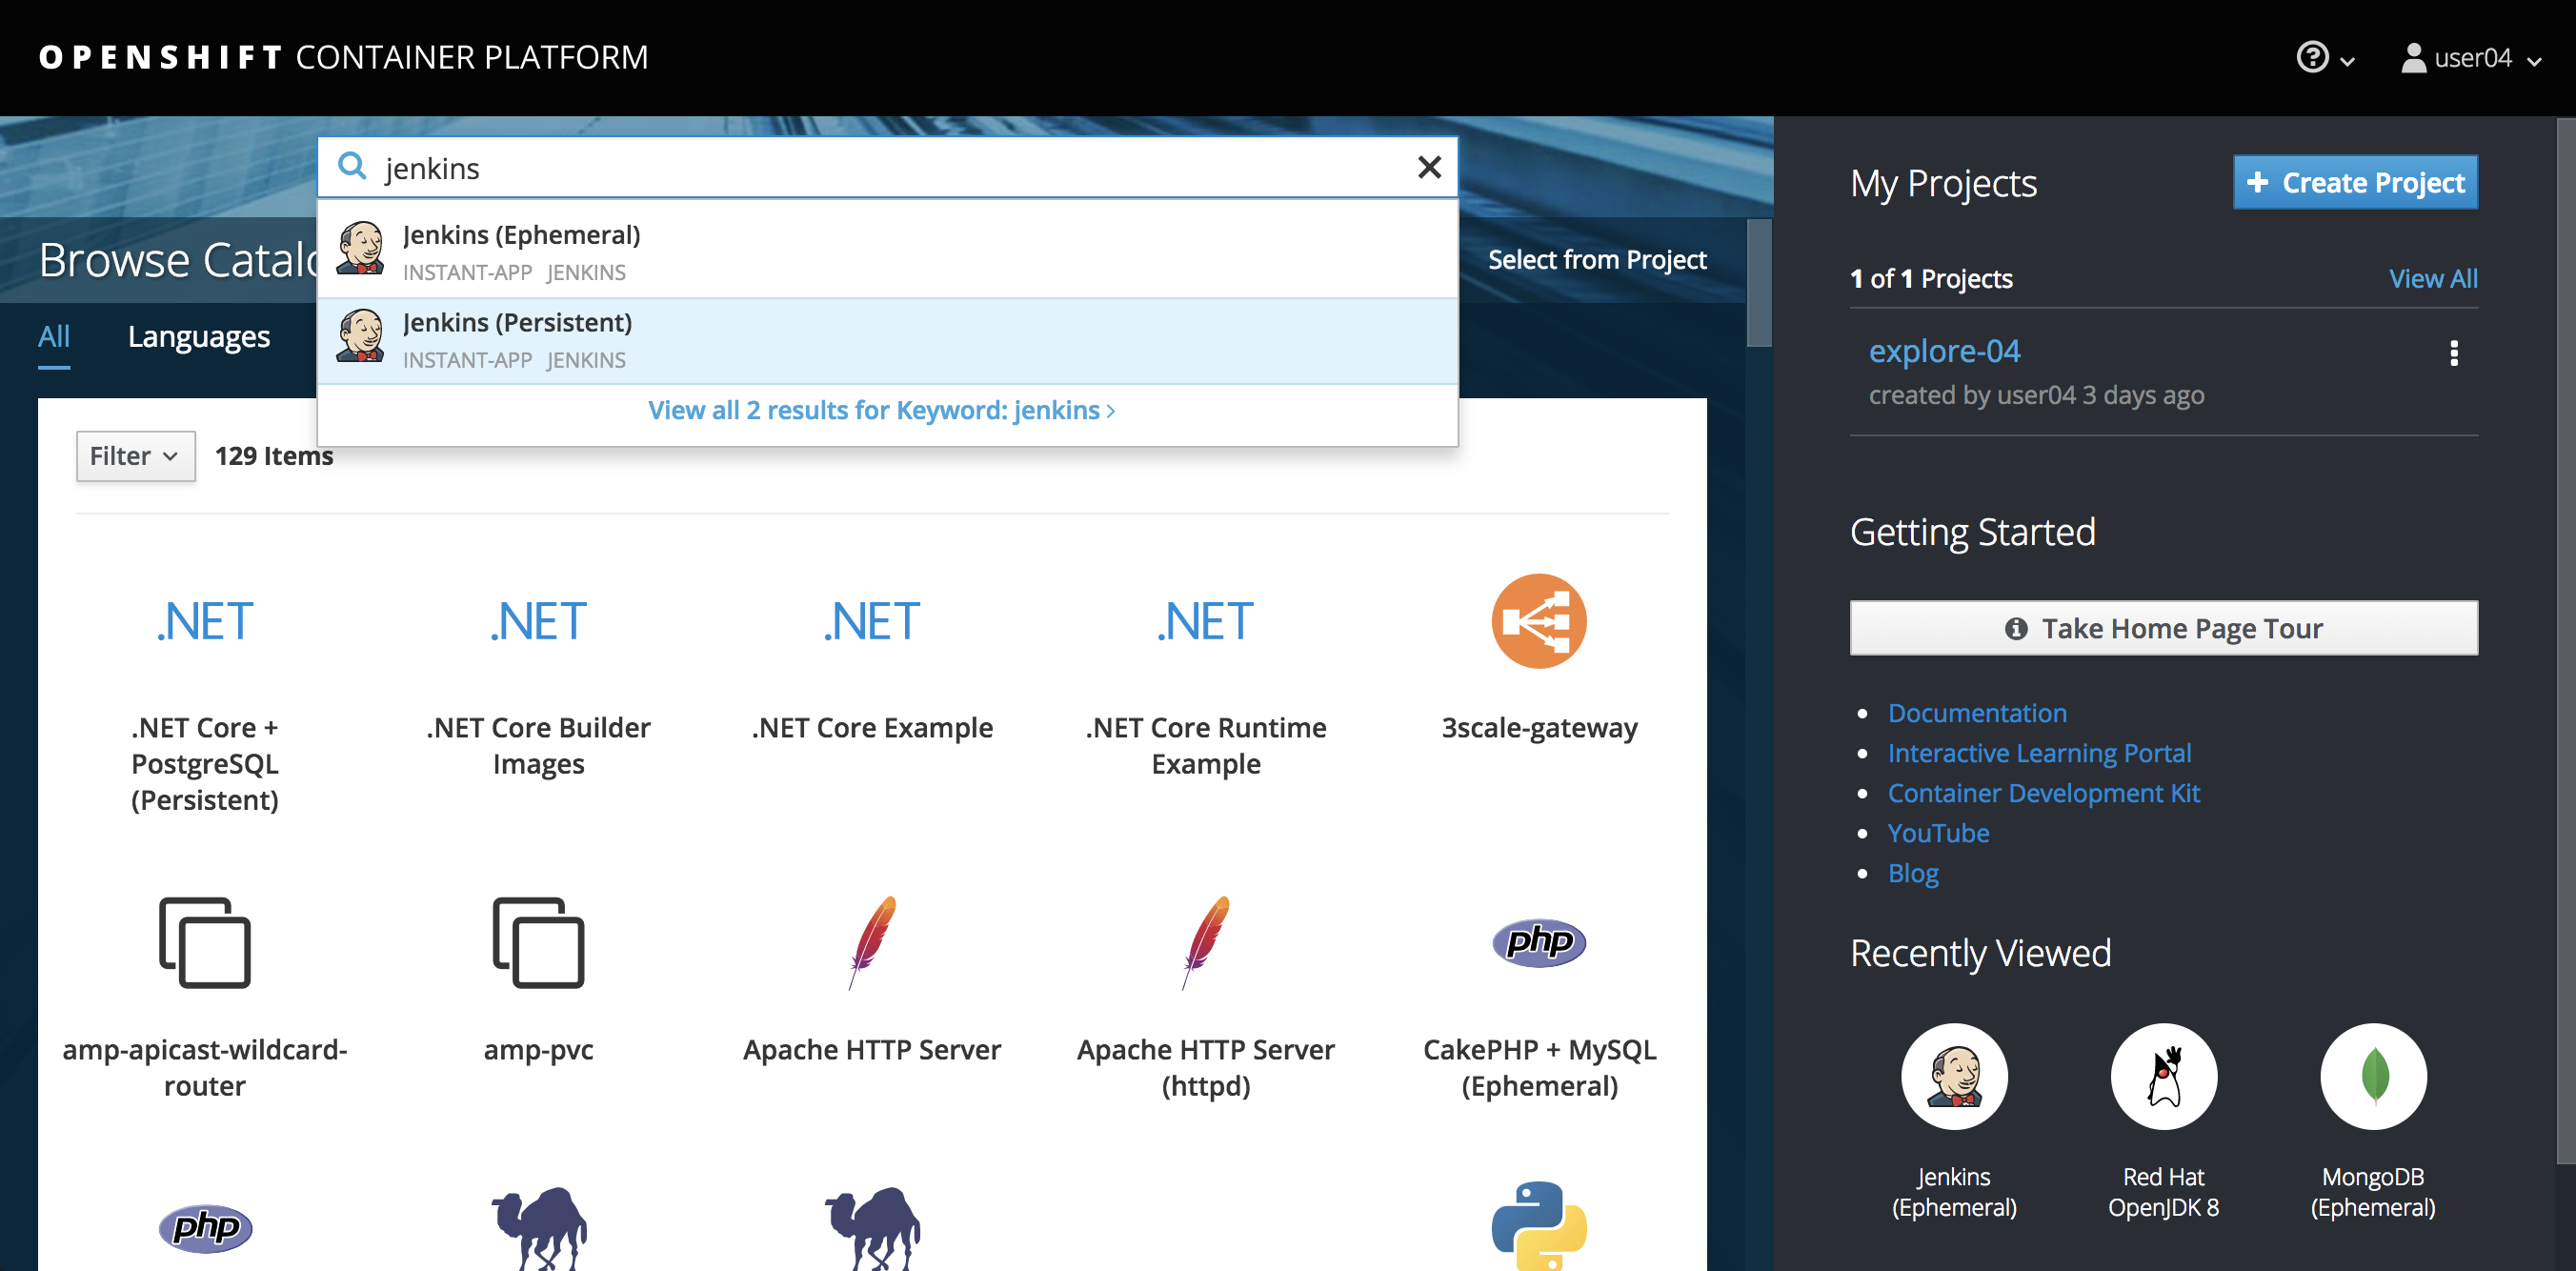 OPENSHIFT CONTAINER PLATFORM
user04
jenkins
Jenkins (Ephemeral)
INSTANT-APP JENKINS
Jenkins (Persistent)
INSTANT-APP JENKINS
View all 2 results for Keyword: jenkins
Browse Catalo
Select from Project
All
Languages
Filter
129 Items
.NET
.NET
.NET
.NET
.NET Core +
PostgreSQL
(Persistent)
.NET Core Builder
Images
.NET Core Example
.NET Core Runtime
Example
3scale-gateway
php
amp-apicast-wildcard-
router
amp-pvc
Apache HTTP Server
Apache HTTP Server
(httpd)
CakePHP + MySQL
(Ephemeral)
php
My Projects
Create Project
1 of 1 Projects
View All
explore-04
created by user04 3 days ago
Getting Started
Take Home Page Tour
Documentation
Interactive Learning Portal
Container Development Kit
YouTube
Blog
Recently Viewed
Jenkins
(Ephemeral)
Red Hat
OpenJDK 8
MongoDB
(Ephemeral)